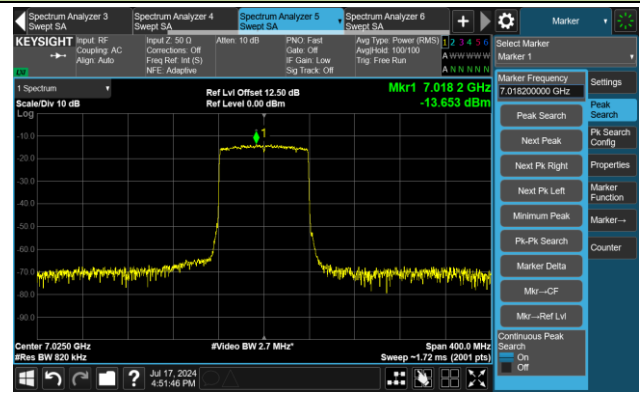 Spectrum Analyzer 3
Swept SA
Spectrum Analyzer 4
Swept SA
Spectrum Analyzer 5
Swept SA
Spectrum Analyzer 6
Swept SA
Marker
KEYSIGHT
Input: RF
Coupling: AC
Align: Auto
Input Z: 50 Ω
Corrections: Off
Freq Ref: Int (S)
NFE: Adaptive
Atten: 10 dB
PNO: Fast
Gate: Off
IF Gain: Low
Sig Track: Off
Avg Type: Power (RMS)
Avg|Hold: 100/100
Trig: Free Run
1 2 3 4 5 6
A W W W W W
A N N N N N
LXI
Select Marker
Marker 1
1 Spectrum
Scale/Div 10 dB
Log
Ref Lvl Offset 12.50 dB
Ref Level 0.00 dBm
Mkr1 7.018 2 GHz
-13.653 dBm
1
-10.0
-20.0
-30.0
-40.0
-50.0
-60.0
-70.0
-80.0
-90.0
Center 7.0250 GHz
#Res BW 820 kHz
#Video BW 2.7 MHz*
Span 400.0 MHz
Sweep ~1.72 ms (2001 pts)
Marker Frequency
7.018200000 GHz
Peak Search
Next Peak
Next Pk Right
Next Pk Left
Minimum Peak
Pk-Pk Search
Marker Delta
Mkr→CF
Mkr→Ref Lvl
Continuous Peak
Search
On
Off
Settings
Peak
Search
Pk Search
Config
Properties
Marker
Function
Marker→
Counter
?
Jul 17, 2024
4:51:46 PM